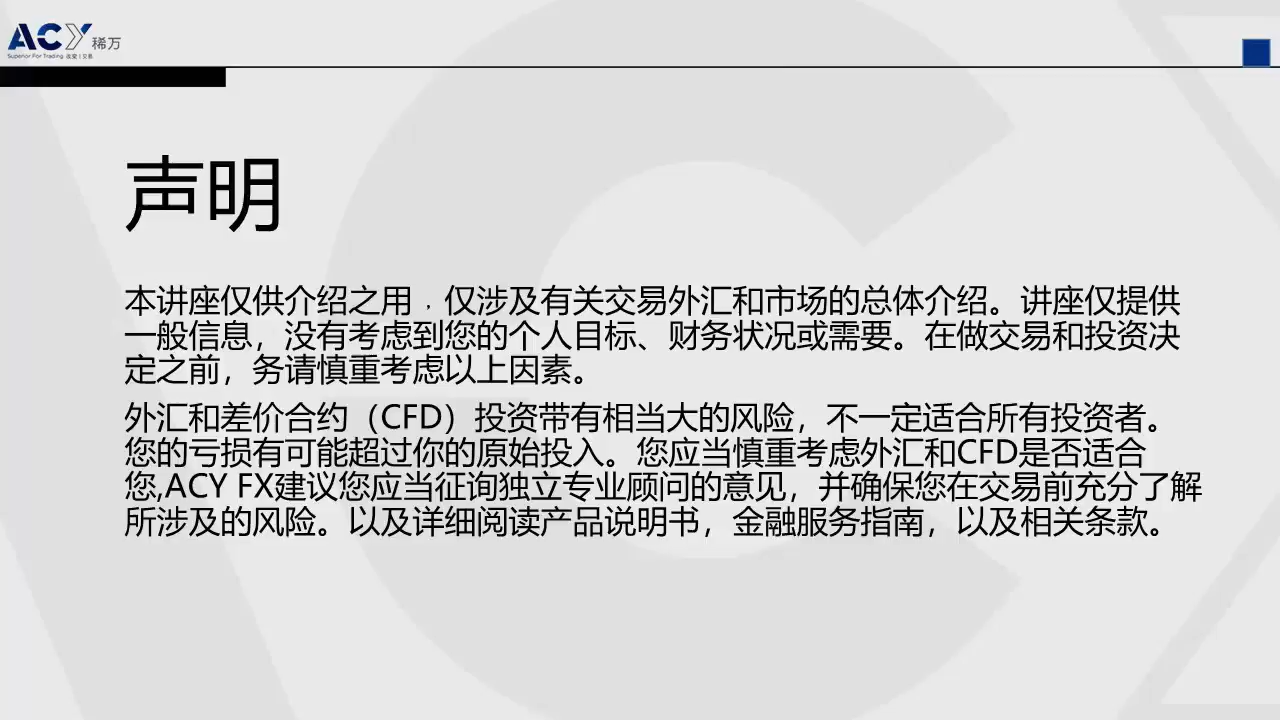 ACY 稀万
Superior For Trading 改变 | 交易
声明
本讲座仅供介绍之用，仅涉及有关交易外汇和市场的总体介绍。讲座仅提供
一般信息，没有考虑到您的个人目标、财务状况或需要。在做交易和投资决
定之前，务请慎重考虑以上因素。
外汇和差价合约（CFD）投资带有相当大的风险，不一定适合所有投资者。
您的亏损有可能超过你的原始投入。您应当慎重考虑外汇和CFD是否适合
您,ACY FX建议您应当征询独立专业顾问的意见，并确保您在交易前充分了解
所涉及的风险。以及详细阅读产品说明书，金融服务指南，以及相关条款。